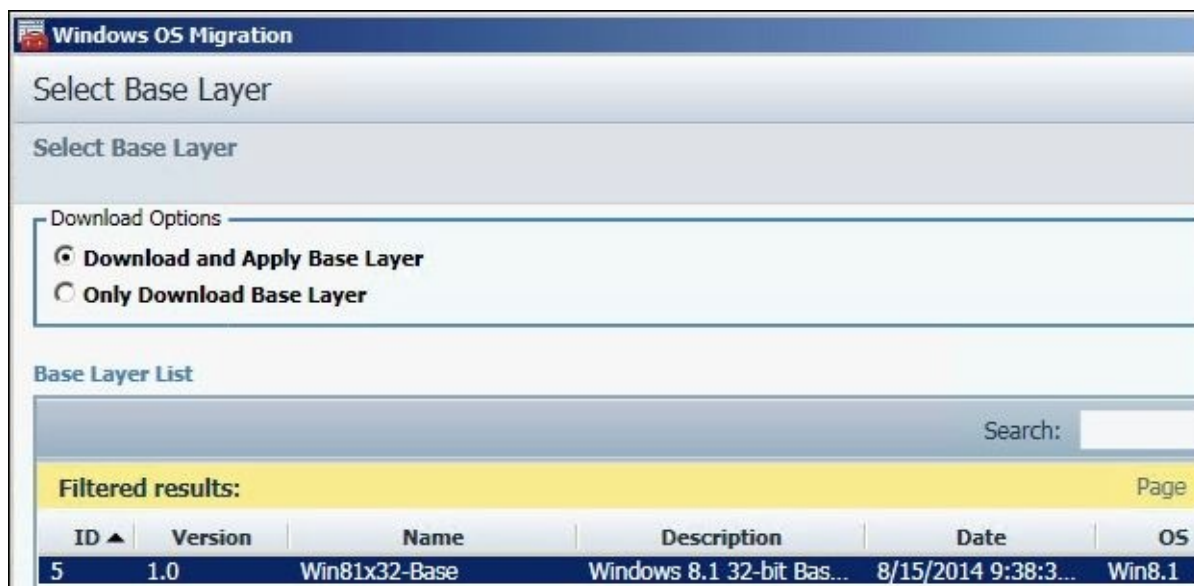 Windows OS Migration
Select Base Layer
Select Base Layer
Download Options
Download and Apply Base Layer
Only Download Base Layer
Base Layer List
Search:
Filtered results: Page
ID Version Name Description Date OS
5 1.0 Win81x32-Base Windows 8.1 32-bit Bas... 8/15/2014 9:38:3... Win8.1